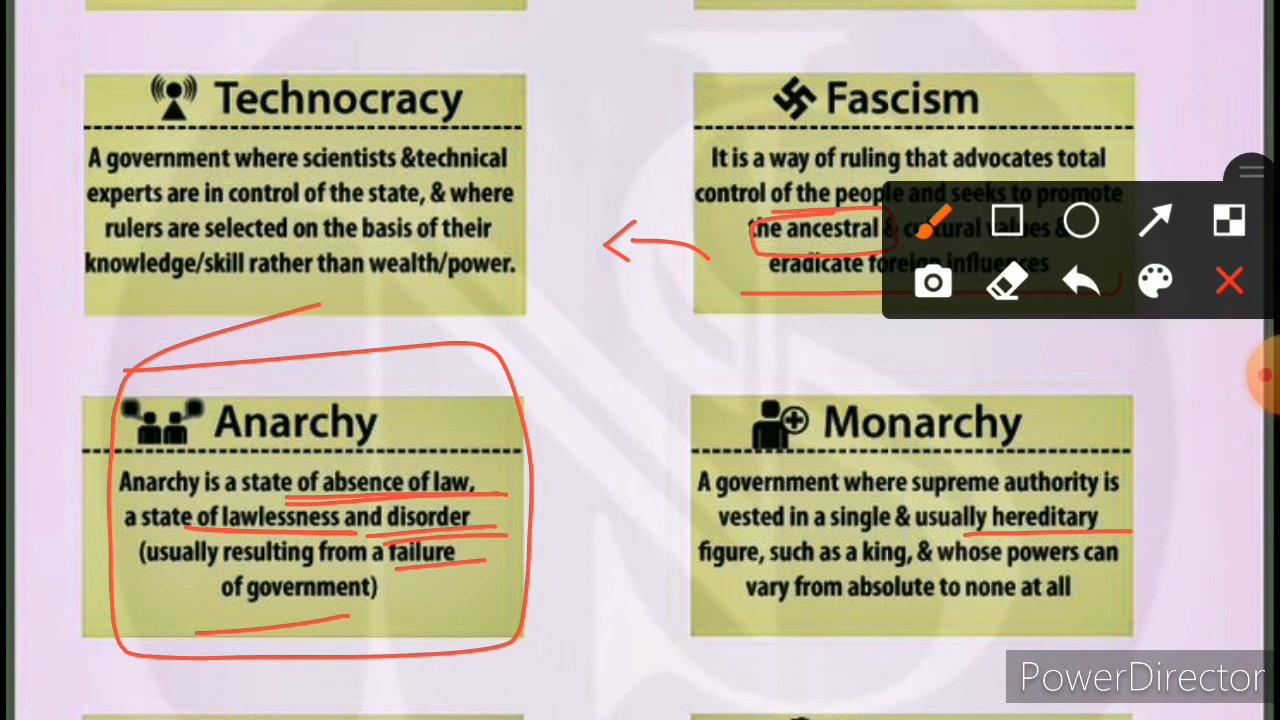 Technocracy
A government where scientists &technical
experts are in control of the state, & where
rulers are selected on the basis of their
knowledge/skill rather than wealth/power.
Fascism
It is a way of ruling that advocates total
control of the people and seeks to promote
the ancestral & cultural values &
eradicate foreign influences
Anarchy
Anarchy is a state of absence of law,
a state of lawlessness and disorder
(usually resulting from a failure
of government)
Monarchy
A government where supreme authority is
vested in a single & usually hereditary
figure, such as a king, & whose powers can
vary from absolute to none at all
PowerDirector